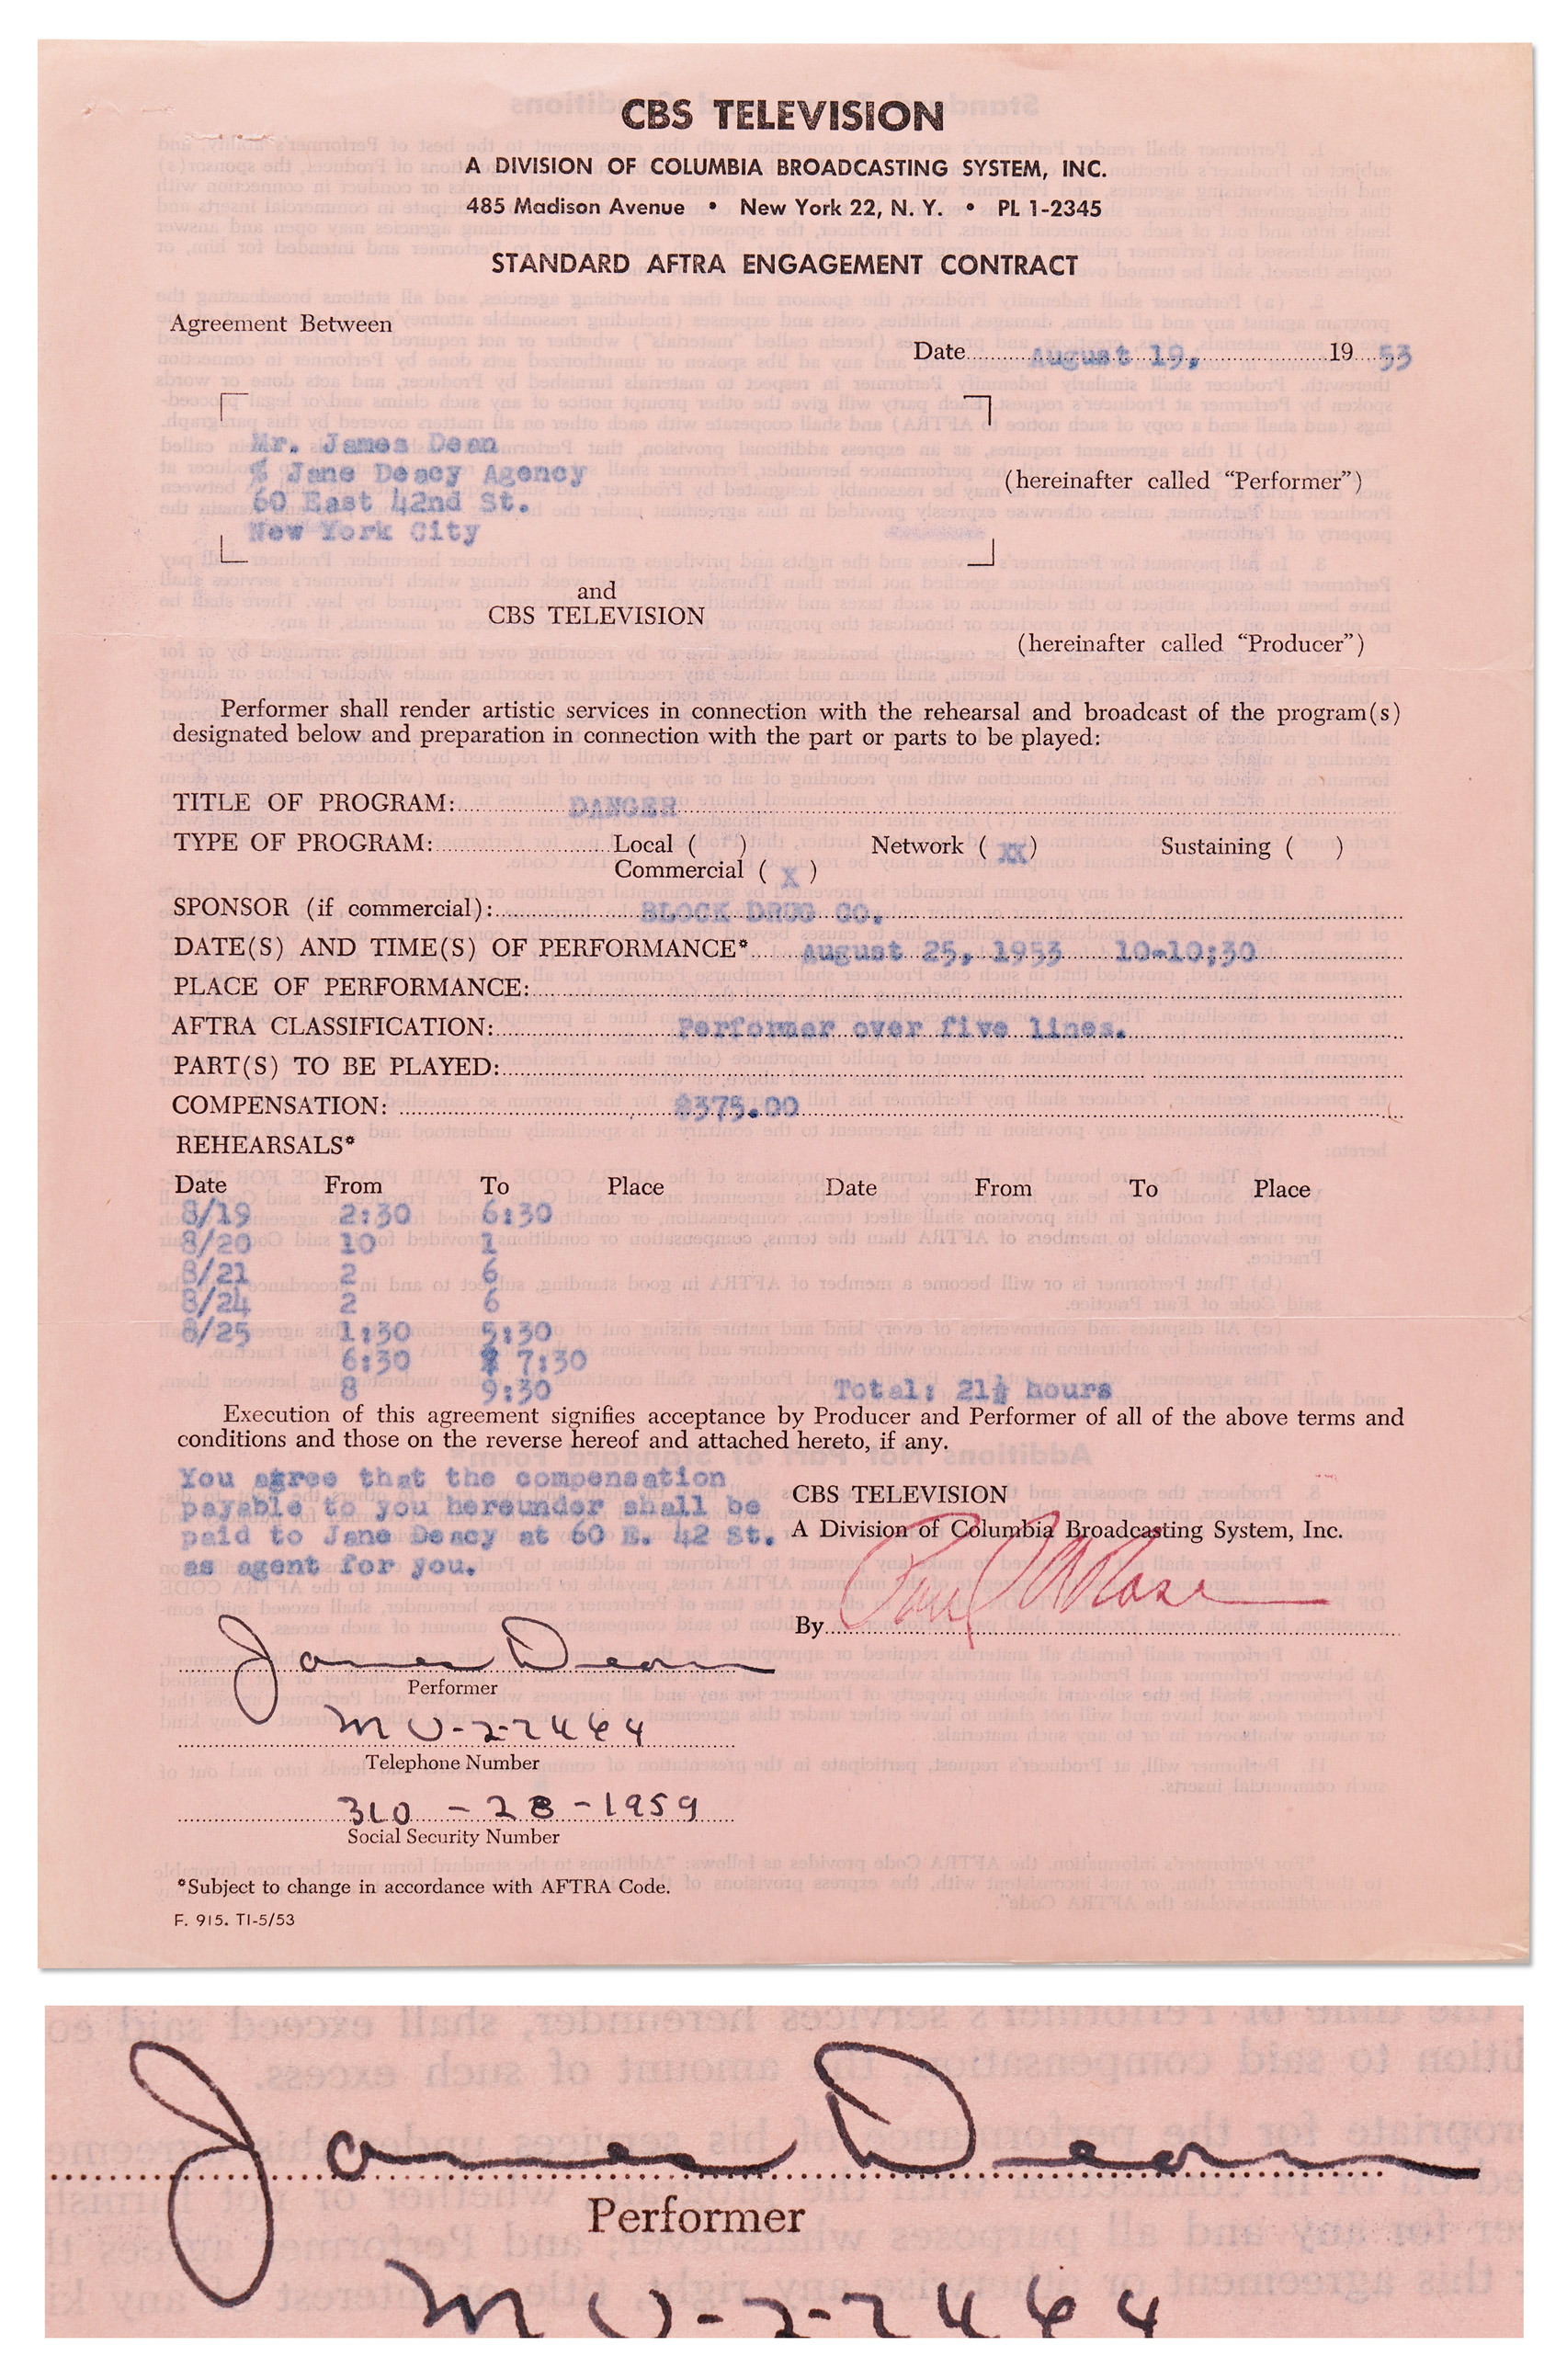 CBS TELEVISION
A DIVISION OF COLUMBIA BROADCASTING SYSTEM, INC.
485 Madison Avenue • New York 22, N. Y. • PL 1-2345
STANDARD AFTRA ENGAGEMENT CONTRACT
Agreement Between
Date August 19, 19 53
Mr. James Dean
% Jane Deacy Agency
(hereinafter called “Performer”)
60 East 42nd St.
New York City
and
CBS TELEVISION
(hereinafter called “Producer”)
Performer shall render artistic services in connection with the rehearsal and broadcast of the program(s)
designated below and preparation in connection with the part or parts to be played:
TITLE OF PROGRAM: DANGER
TYPE OF PROGRAM: Local ( ) Network ( xx ) Sustaining ( )
Commercial ( x )
SPONSOR (if commercial): BLOCK DRUG CO.
DATE(S) AND TIME(S) OF PERFORMANCE* August 25, 1953 10-10:30
PLACE OF PERFORMANCE:
AFTRA CLASSIFICATION: Performer over five lines.
PART(S) TO BE PLAYED:
COMPENSATION: $375.00
REHEARSALS*
Date From To Place Date From To Place
8/19 2:30 6:30
8/20 10 1
8/21 2 6
8/24 2 6
8/25 1:30 5:30
6:30 7:30
8 9:30 Total: 21½ hours
Execution of this agreement signifies acceptance by Producer and Performer of all of the above terms and
conditions and those on the reverse hereof and attached hereto, if any.
You agree that the compensation
payable to you hereunder shall be
paid to Jane Deacy at 60 E. 42 St.
as agent for you.
CBS TELEVISION
A Division of Columbia Broadcasting System, Inc.
By
James Dean
Performer
MU-2-2464
Telephone Number
310 - 28 - 1959
Social Security Number
*Subject to change in accordance with AFTRA Code.
F. 915. TI-5/53
James Dean
Performer
MU-2-2464